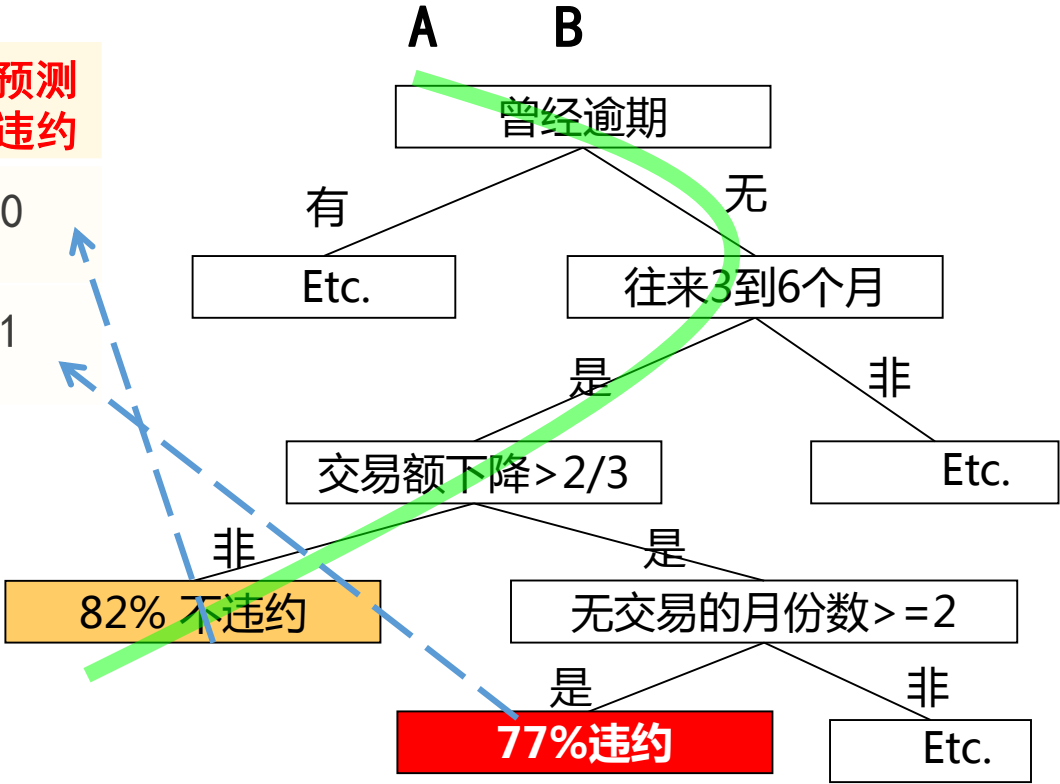 A B
预测
违约
曾经逾期
有
无
0
Etc.
往来3到6个月
1
是
非
交易额下降>2/3
Etc.
非
是
82% 不违约
无交易的月份数>=2
是
非
77%违约
Etc.